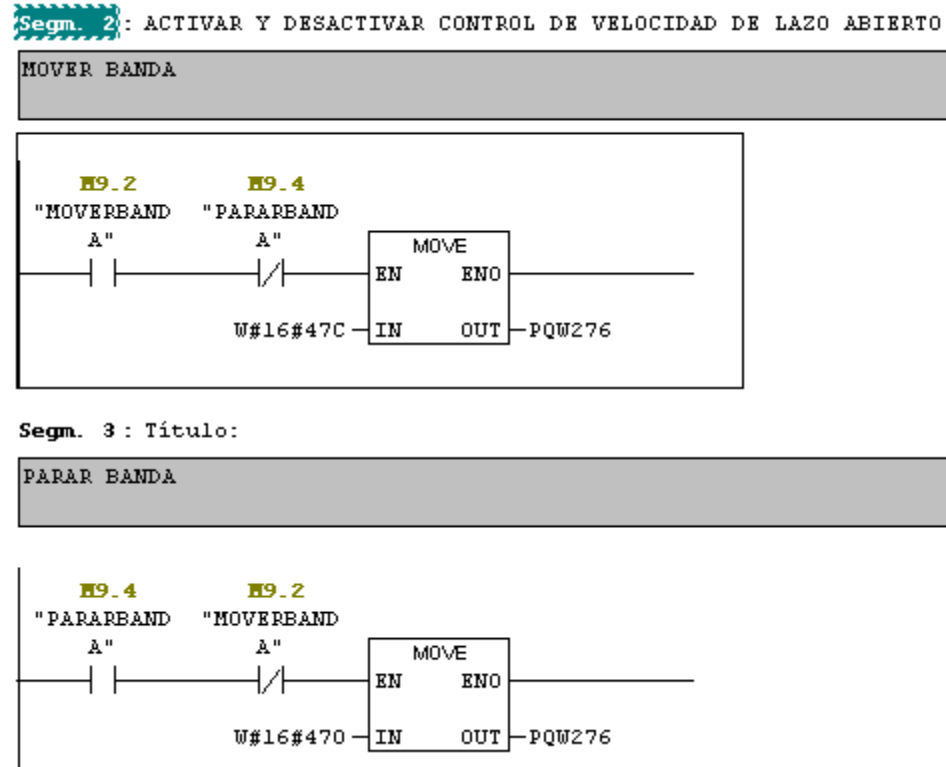 Segm. 2 : ACTIVAR Y DESACTIVAR CONTROL DE VELOCIDAD DE LAZO ABIERTO
MOVER BANDA
M9.2 M9.4
"MOVERBAND "PARARBAND
A" A"
MOVE
EN ENO
W#16#47C IN OUT PQW276
Segm. 3 : Título:
PARAR BANDA
M9.4 M9.2
"PARARBAND "MOVERBAND
A" A"
MOVE
EN ENO
W#16#470 IN OUT PQW276